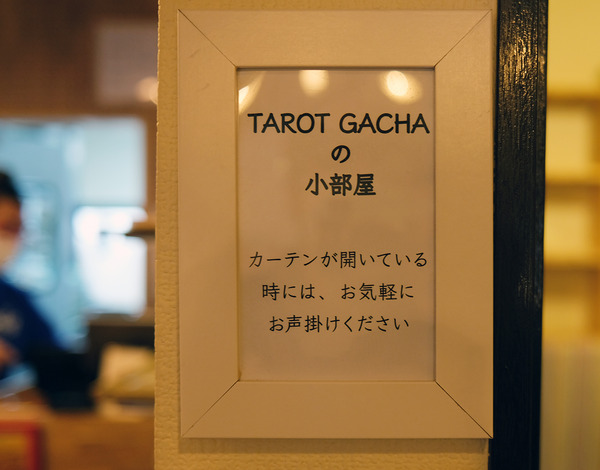 TAROT GACHA
の
小部屋
カーテンが開いている
時には、お気軽に
お声掛けください